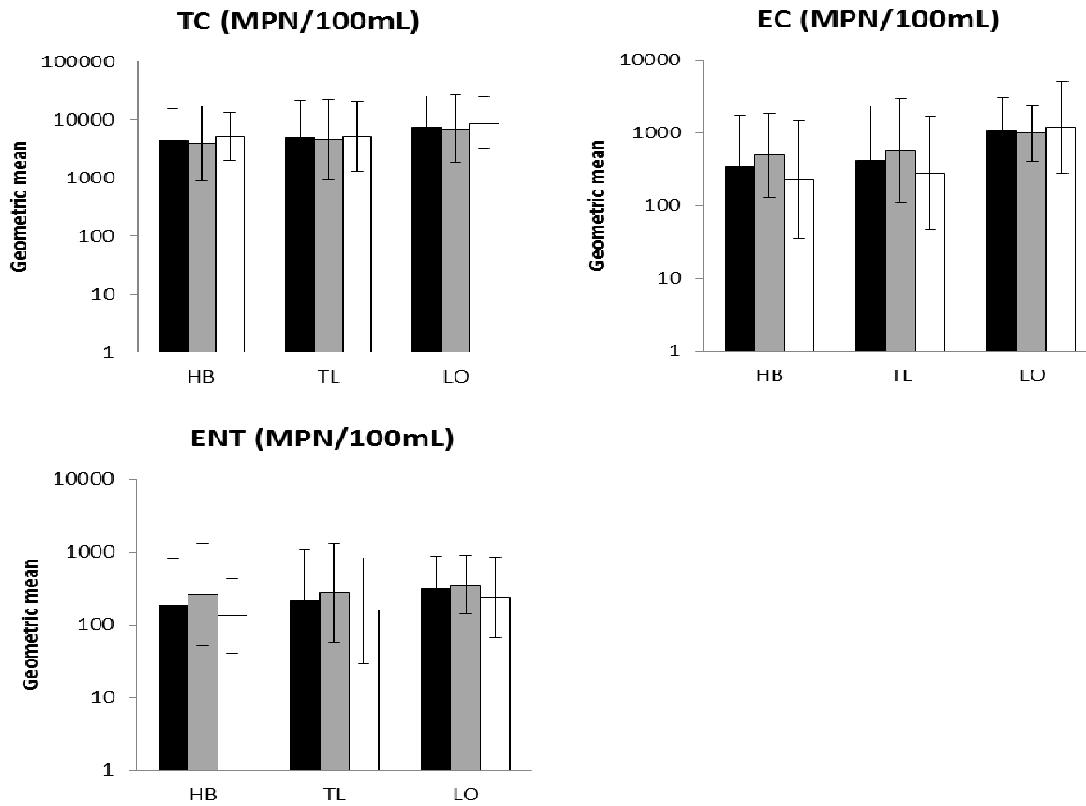 TC (MPN/100mL)
Geometric mean
100000
10000
1000
100
10
1
HB TL LO
EC (MPN/100mL)
Geometric mean
10000
1000
100
10
1
HB TL LO
ENT (MPN/100mL)
Geometric mean
10000
1000
100
10
1
HB TL LO